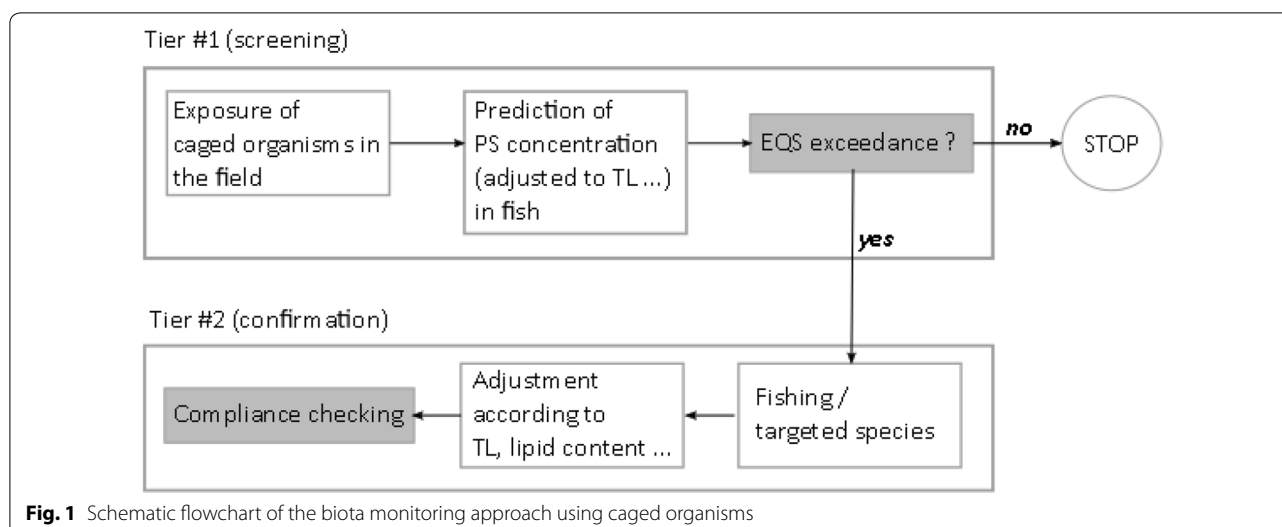 Tier #1 (screening)
Exposure of
caged organisms in
the field
Prediction of
PS concentration
(adjusted to TL ...)
in fish
EQS exceedance ?
no
STOP
yes
Tier #2 (confirmation)
Compliance checking
Adjustment
according to
TL, lipid content ...
Fishing /
targeted species
Fig. 1 Schematic flowchart of the biota monitoring approach using caged organisms